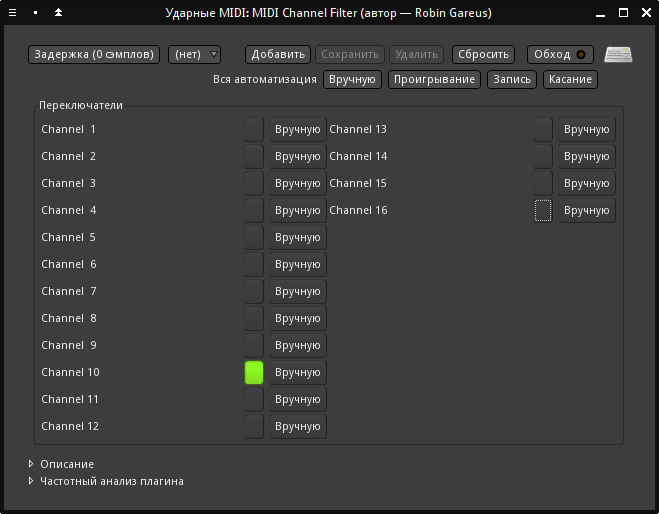 Ударные MIDI: MIDI Channel Filter (автор — Robin Gareus)
Задержка (0 сэмплов) (нет) Добавить Сохранить Удалить Сбросить Обход
Вся автоматизация Вручную Проигрывание Запись Касание
Переключатели
Channel 1 Вручную Channel 13 Вручную
Channel 2 Вручную Channel 14 Вручную
Channel 3 Вручную Channel 15 Вручную
Channel 4 Вручную Channel 16 Вручную
Channel 5 Вручную
Channel 6 Вручную
Channel 7 Вручную
Channel 8 Вручную
Channel 9 Вручную
Channel 10 Вручную
Channel 11 Вручную
Channel 12 Вручную
Описание
Частотный анализ плагина